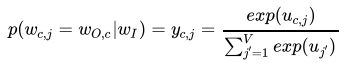 p(w_{c,j} = w_{O,c}|w_I) = y_{c,j} = \frac{exp(u_{c,j})}{\sum_{j'=1}^{V} exp(u_{j'})}